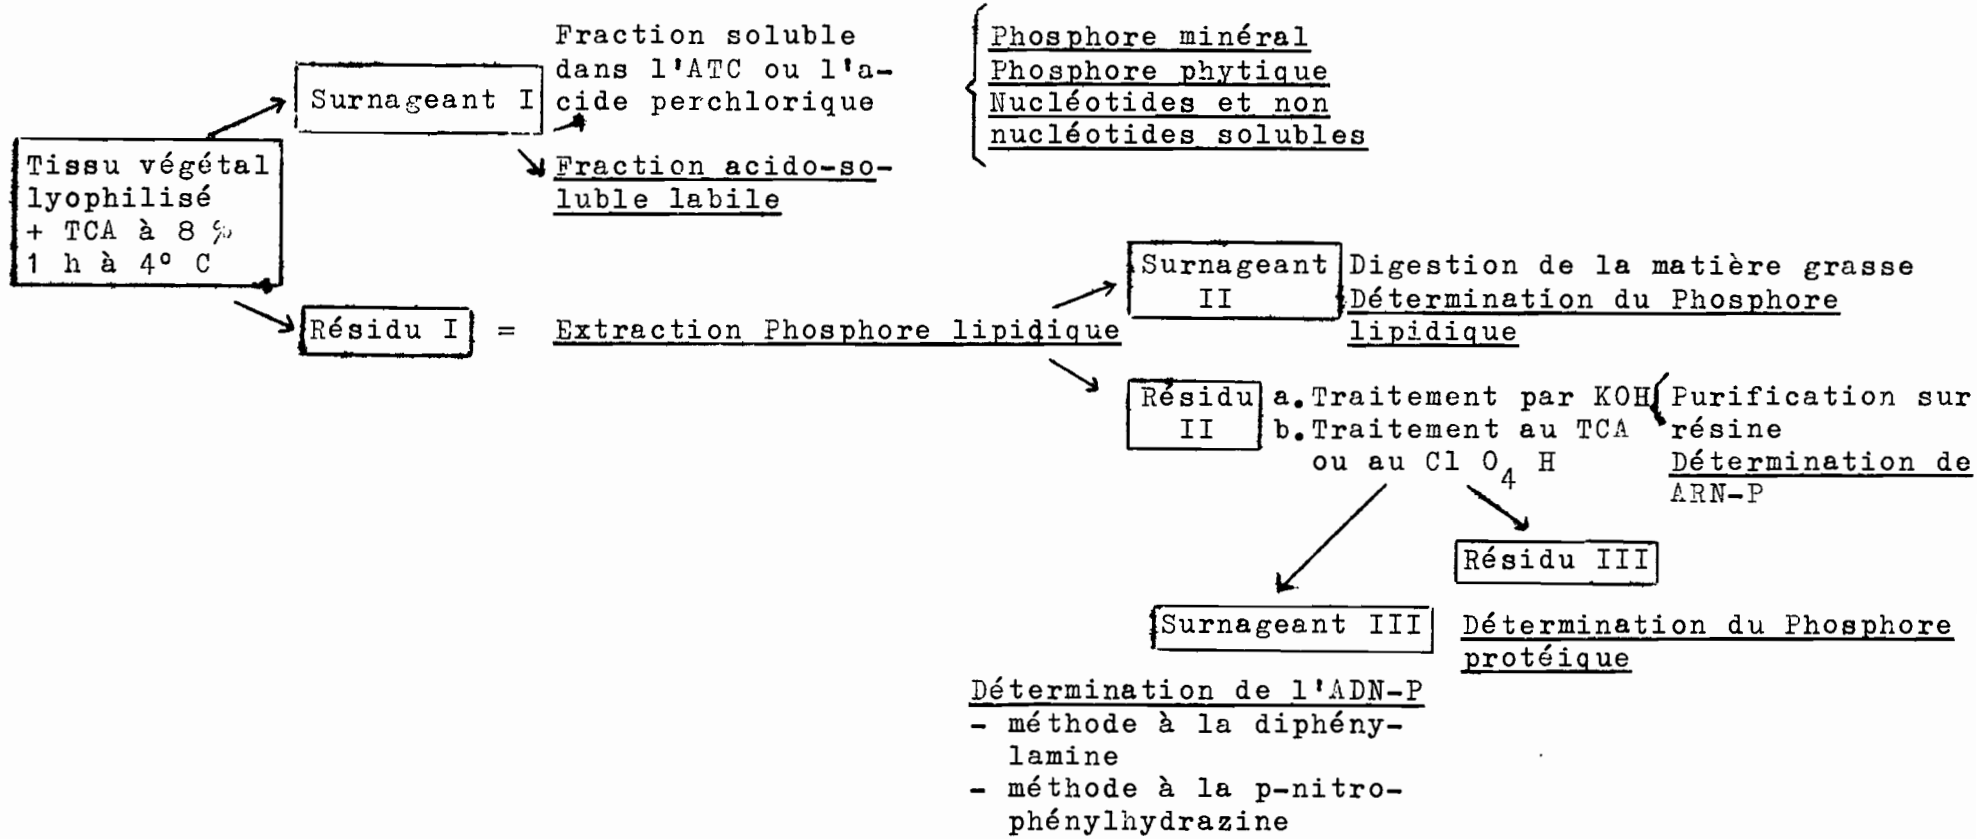 Fraction soluble
dans l'ATC ou l'a-
cide perchlorique
Surnageant I
Phosphore minéral
Phosphore phytique
Nucléotides et non
nucléotides solubles
Fraction acido-so-
luble labile
Tissu végétal
lyophilisé
+ TCA à 8 %
1 h à 4° C
Résidu I = Extraction Phosphore lipidique
Surnageant
II
Digestion de la matière grasse
Détermination du Phosphore
lipidique
Résidu
II
a.Traitement par KOH
b.Traitement au TCA
ou au Cl O4 H
Purification sur
résine
Détermination de
ARN-P
Résidu III
Surnageant III
Détermination du Phosphore
protéique
Détermination de l'ADN-P
- méthode à la diphény-
lamine
- méthode à la p-nitro-
phénylhydrazine